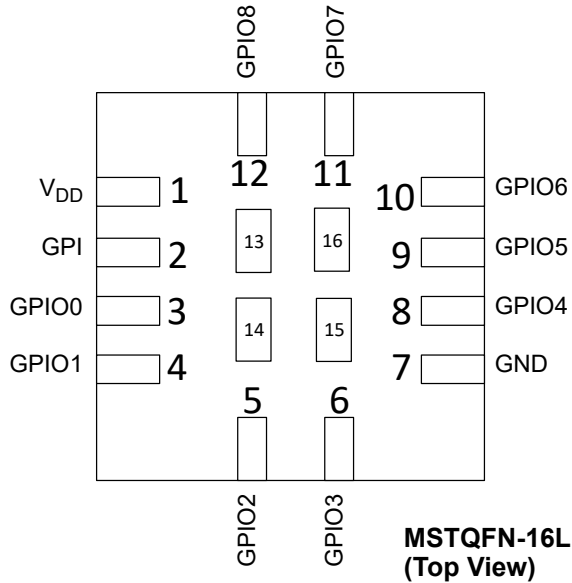 GPIO8
GPIO7
12
11
V_DD
1
10
GPIO6
GPI
2
13
16
9
GPIO5
GPIO0
3
14
15
8
GPIO4
GPIO1
4
7
GND
5
6
GPIO2
GPIO3
MSTQFN-16L
(Top View)